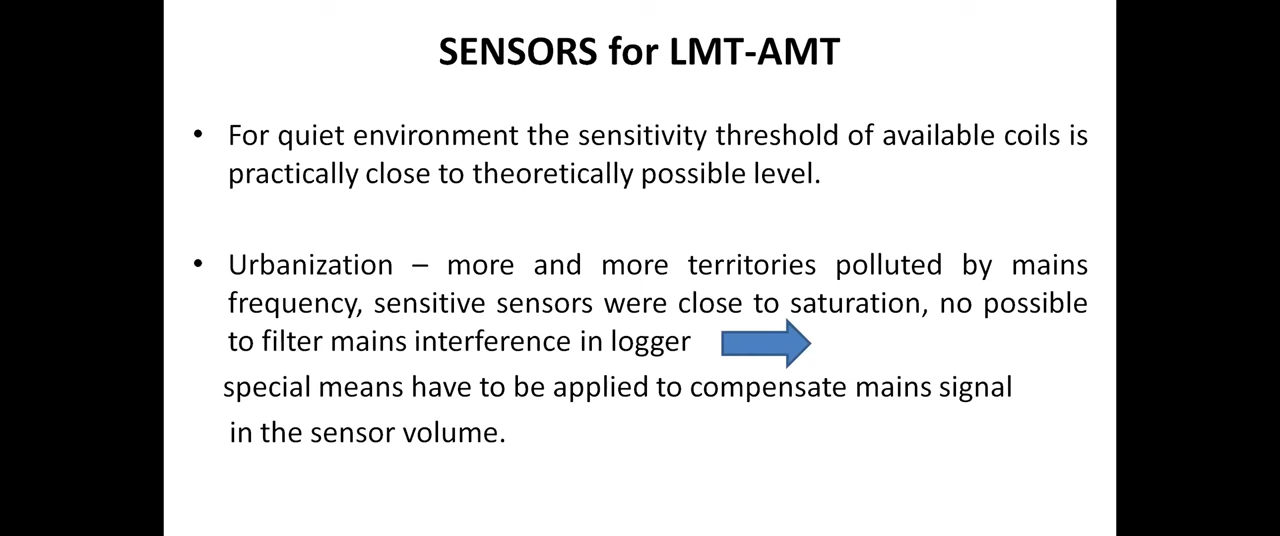 SENSORS for LMT-AMT
• For quiet environment the sensitivity threshold of available coils is
practically close to theoretically possible level.
• Urbanization – more and more territories polluted by mains
frequency, sensitive sensors were close to saturation, no possible
to filter mains interference in logger
special means have to be applied to compensate mains signal
in the sensor volume.